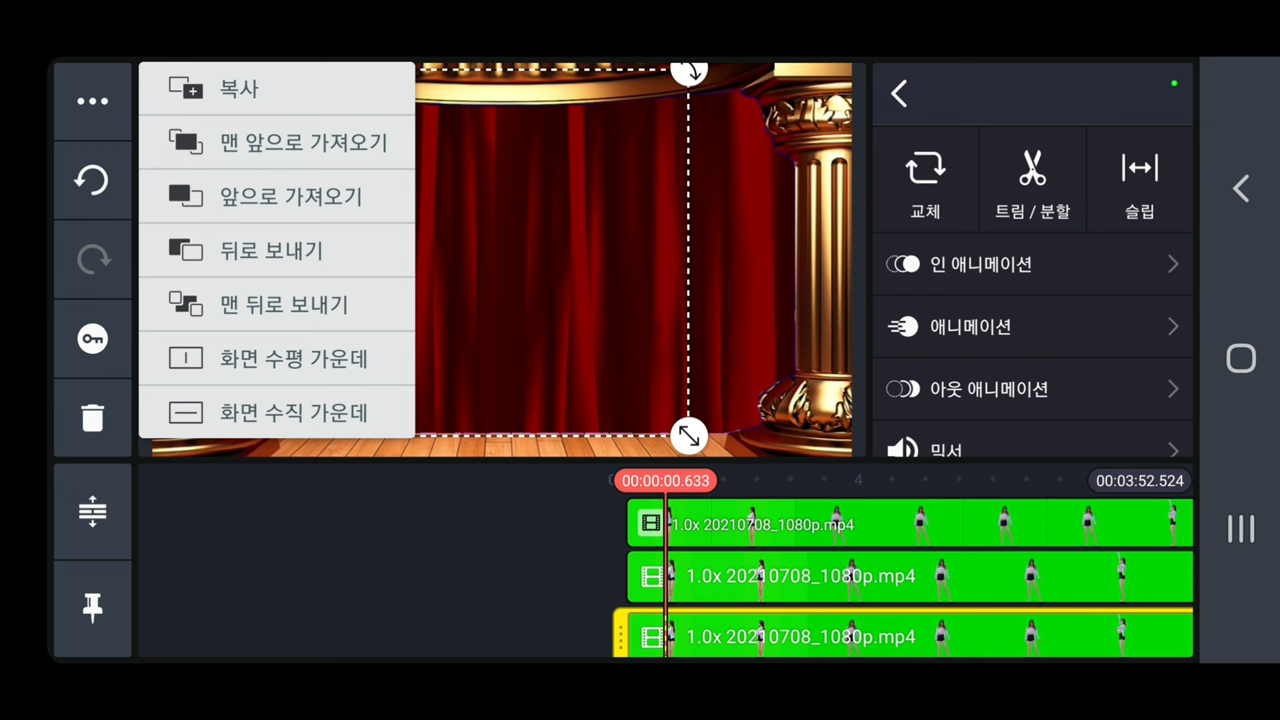 복사
맨 앞으로 가져오기
앞으로 가져오기
뒤로 보내기
맨 뒤로 보내기
화면 수평 가운데
화면 수직 가운데
교체
트림 / 분할
슬립
인 애니메이션
애니메이션
아웃 애니메이션
믹서
00:00:00.633
4
00:03:52.524
1.0x 20210708_1080p.mp4
1.0x 20210708_1080p.mp4
1.0x 20210708_1080p.mp4